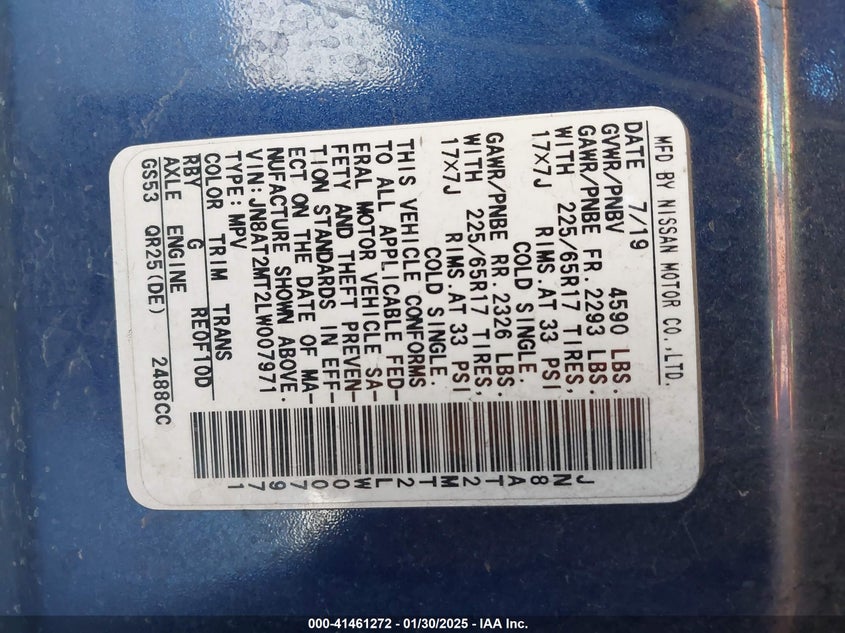 MFD BY NISSAN MOTOR CO.,LTD.
DATE 7/19
GVWR/PNBV 4590 LBS.
GAWR/PNBE FR. 2293 LBS.
WITH 225/65R17 TIRES,
17X7J RIMS.AT 33 PSI
COLD SINGLE.
GAWR/PNBE RR. 2326 LBS.
WITH 225/65R17 TIRES,
17X7J RIMS.AT 33 PSI
COLD SINGLE.
THIS VEHICLE CONFORMS
TO ALL APPLICABLE FED-
ERAL MOTOR VEHICLE SA-
FETY AND THEFT PREVEN-
TION STANDARDS IN EFF-
ECT ON THE DATE OF MA-
NUFACTURE SHOWN ABOVE.
VIN:JN8AT2MT2LW007971
TYPE:MPV
COLOR TRIM TRANS
RBY G RE0F10D
AXLE ENGINE
GS53 QR25(DE) 2488CC
JN8AT2MT2LW007971
000-41461272 - 01/30/2025 - IAA Inc.